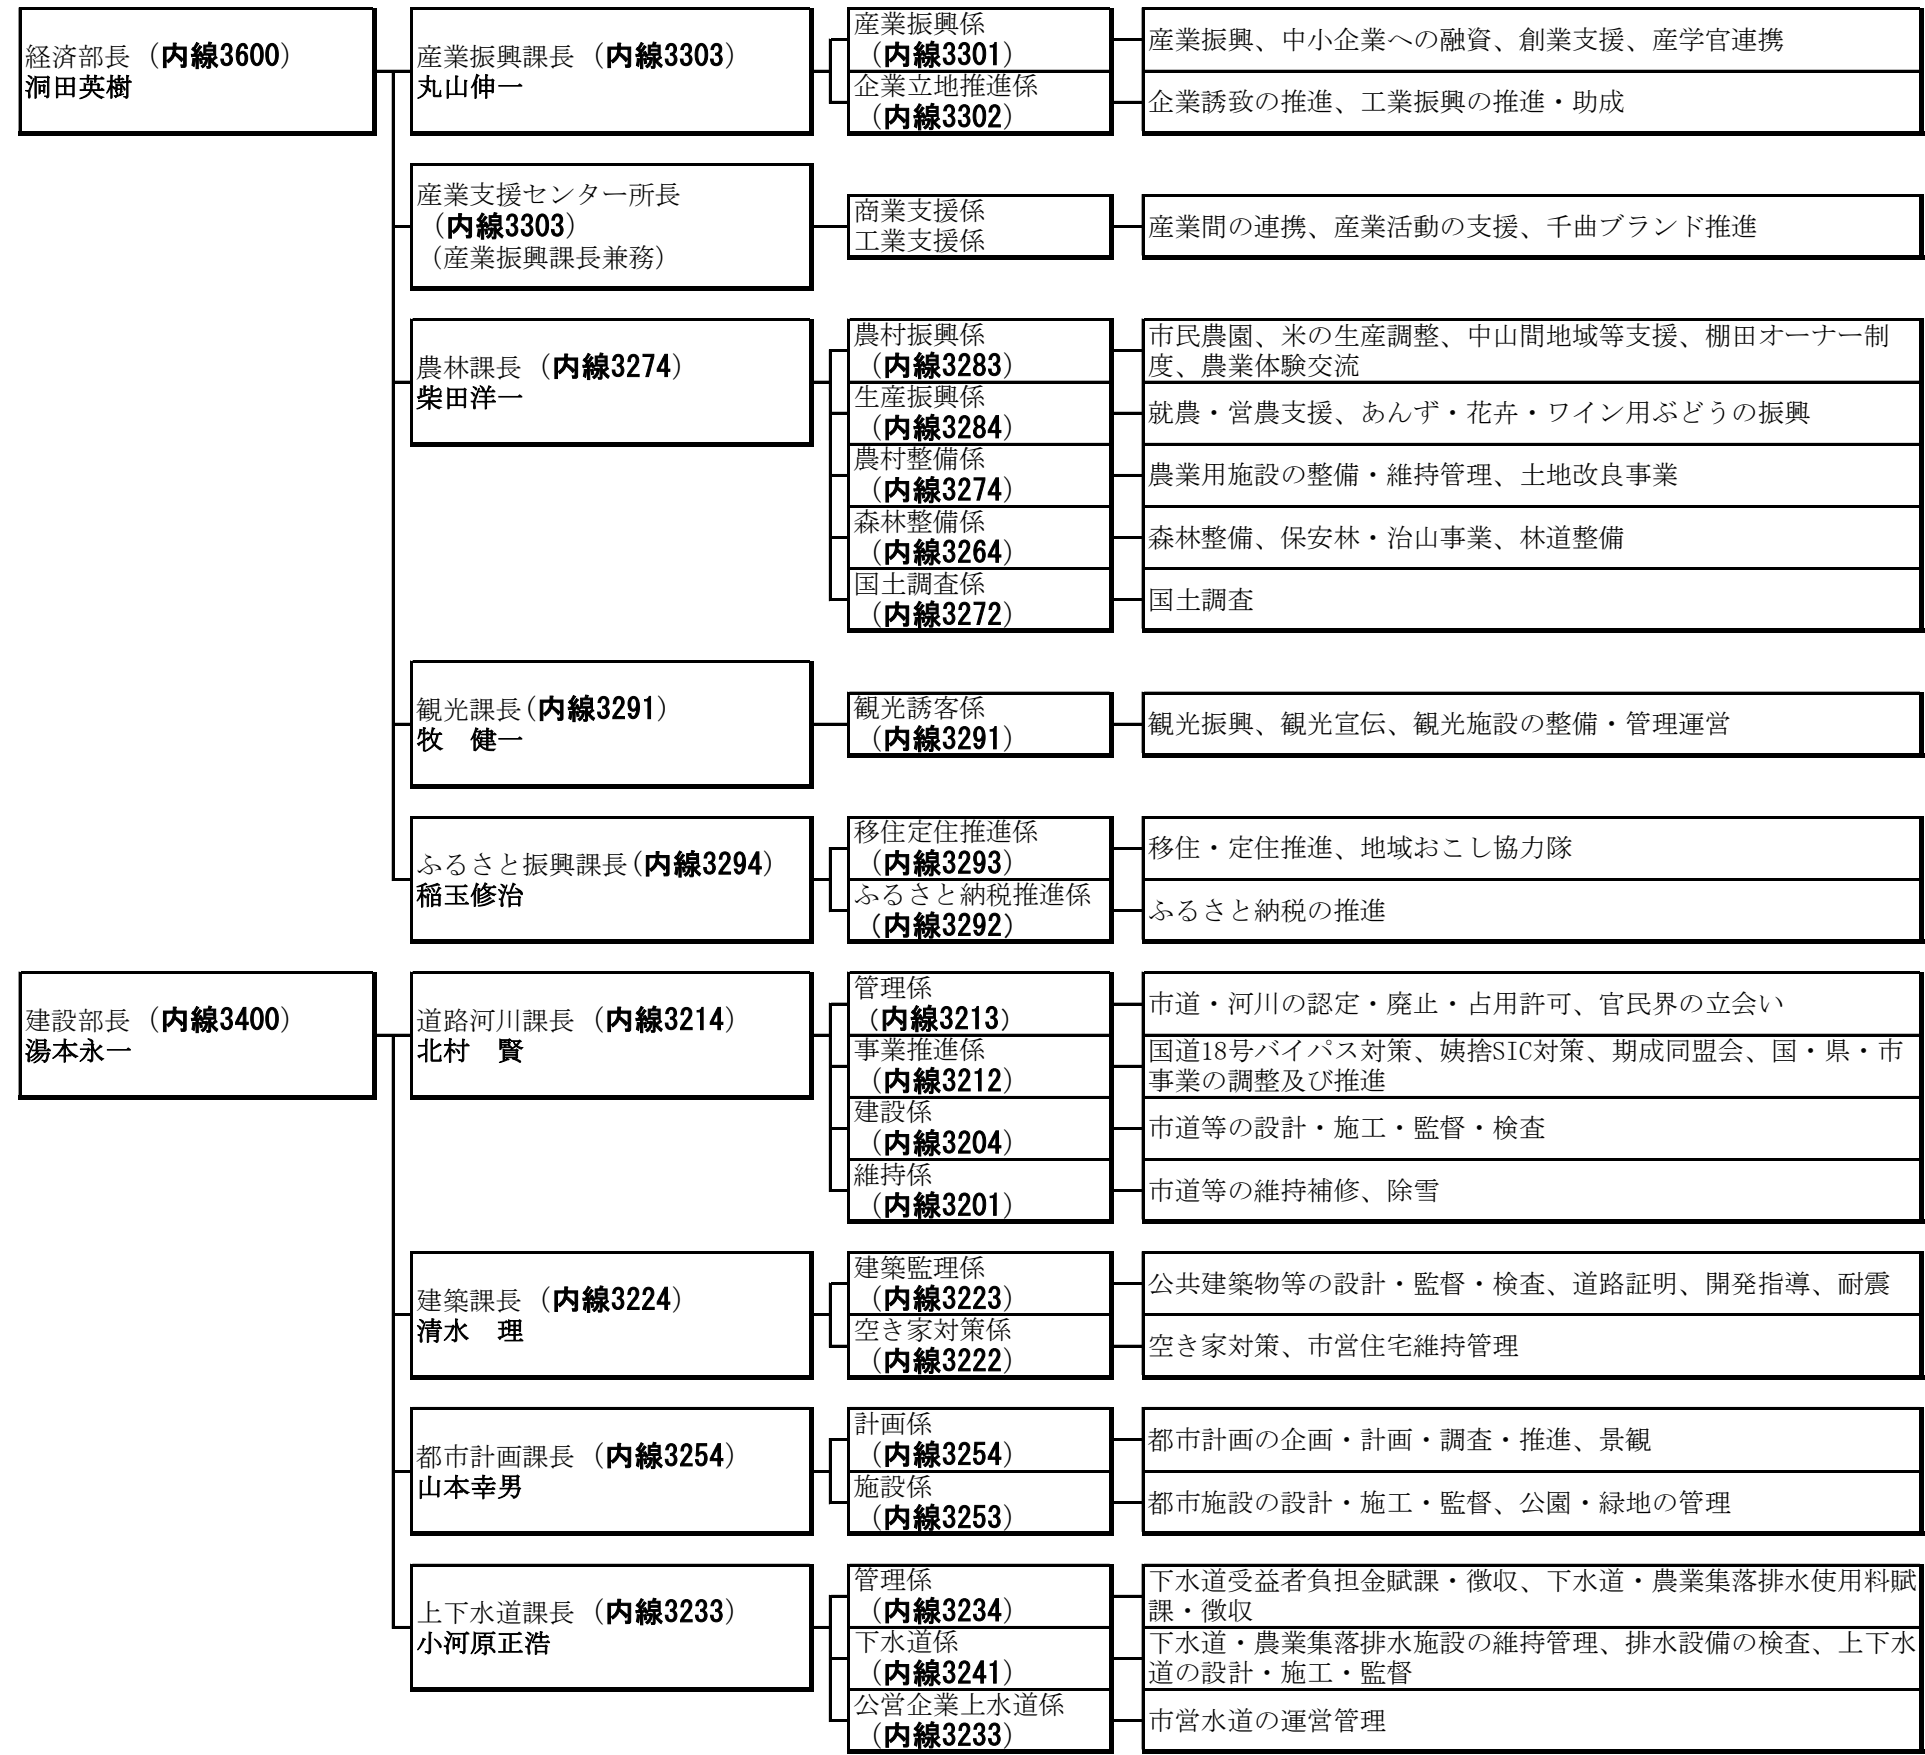 経済部長（内線3600）
洞田英樹
産業振興課長（内線3303）
丸山伸一
産業振興係
（内線3301）
産業振興、中小企業への融資、創業支援、産学官連携
企業立地推進係
（内線3302）
企業誘致の推進、工業振興の推進・助成
産業支援センター所長
（内線3303）
（産業振興課長兼務）
商業支援係
工業支援係
産業間の連携、産業活動の支援、千曲ブランド推進
農林課長（内線3274）
柴田洋一
農村振興係
（内線3283）
市民農園、米の生産調整、中山間地域等支援、棚田オーナー制
度、農業体験交流
生産振興係
（内線3284）
就農・営農支援、あんず・花卉・ワイン用ぶどうの振興
農村整備係
（内線3274）
農業用施設の整備・維持管理、土地改良事業
森林整備係
（内線3264）
森林整備、保安林・治山事業、林道整備
国土調査係
（内線3272）
国土調査
観光課長（内線3291）
牧　健一
観光誘客係
（内線3291）
観光振興、観光宣伝、観光施設の整備・管理運営
ふるさと振興課長（内線3294）
稲玉修治
移住定住推進係
（内線3293）
移住・定住推進、地域おこし協力隊
ふるさと納税推進係
（内線3292）
ふるさと納税の推進
建設部長（内線3400）
湯本永一
道路河川課長（内線3214）
北村　賢
管理係
（内線3213）
市道・河川の認定・廃止・占用許可、官民界の立会い
事業推進係
（内線3212）
国道18号バイパス対策、姨捨SIC対策、期成同盟会、国・県・市
事業の調整及び推進
建設係
（内線3204）
市道等の設計・施工・監督・検査
維持係
（内線3201）
市道等の維持補修、除雪
建築課長（内線3224）
清水　理
建築監理係
（内線3223）
公共建築物等の設計・監督・検査、道路証明、開発指導、耐震
空き家対策係
（内線3222）
空き家対策、市営住宅維持管理
都市計画課長（内線3254）
山本幸男
計画係
（内線3254）
都市計画の企画・計画・調査・推進、景観
施設係
（内線3253）
都市施設の設計・施工・監督、公園・緑地の管理
上下水道課長（内線3233）
小河原正浩
管理係
（内線3234）
下水道受益者負担金賦課・徴収、下水道・農業集落排水使用料賦
課・徴収
下水道係
（内線3241）
下水道・農業集落排水施設の維持管理、排水設備の検査、上下水
道の設計・施工・監督
公営企業上水道係
（内線3233）
市営水道の運営管理